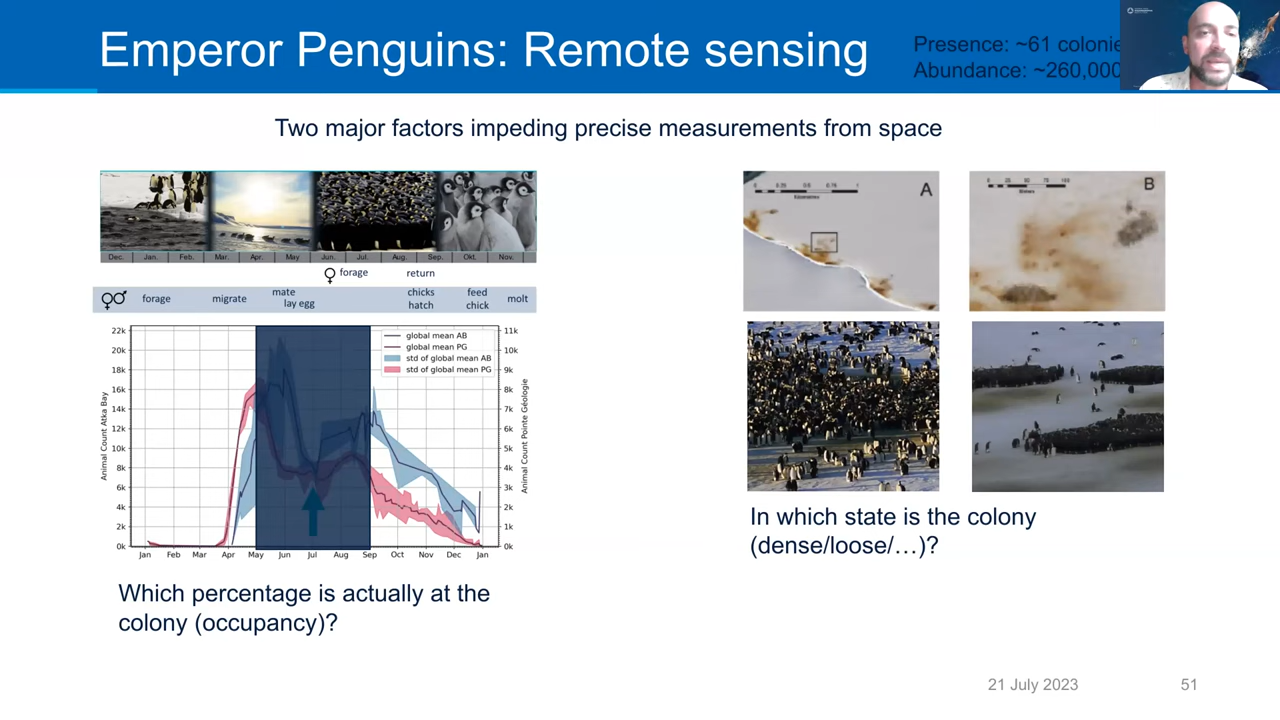 Emperor Penguins: Remote sensing
Presence: ~61 colonie
Abundance: ~260,000
Two major factors impeding precise measurements from space
Dec. Jan. Feb. Mar. Apr. May Jun. Jul. Aug. Sep. Okt. Nov.
♀ forage return
♀♂ forage migrate mate lay egg chicks hatch feed chick molt
22k
20k
18k
16k
14k
12k
10k
8k
6k
4k
2k
0k
Animal Count Atka Bay
global mean AB
global mean PG
std of global mean AB
std of global mean PG
11k
10k
9k
8k
7k
6k
5k
4k
3k
2k
1k
0k
Animal Count Pointe Géologie
Jan Feb Mar Apr May Jun Jul Aug Sep Oct Nov Dec Jan
Which percentage is actually at the
colony (occupancy)?
A
B
In which state is the colony
(dense/loose/…)?
21 July 2023
51